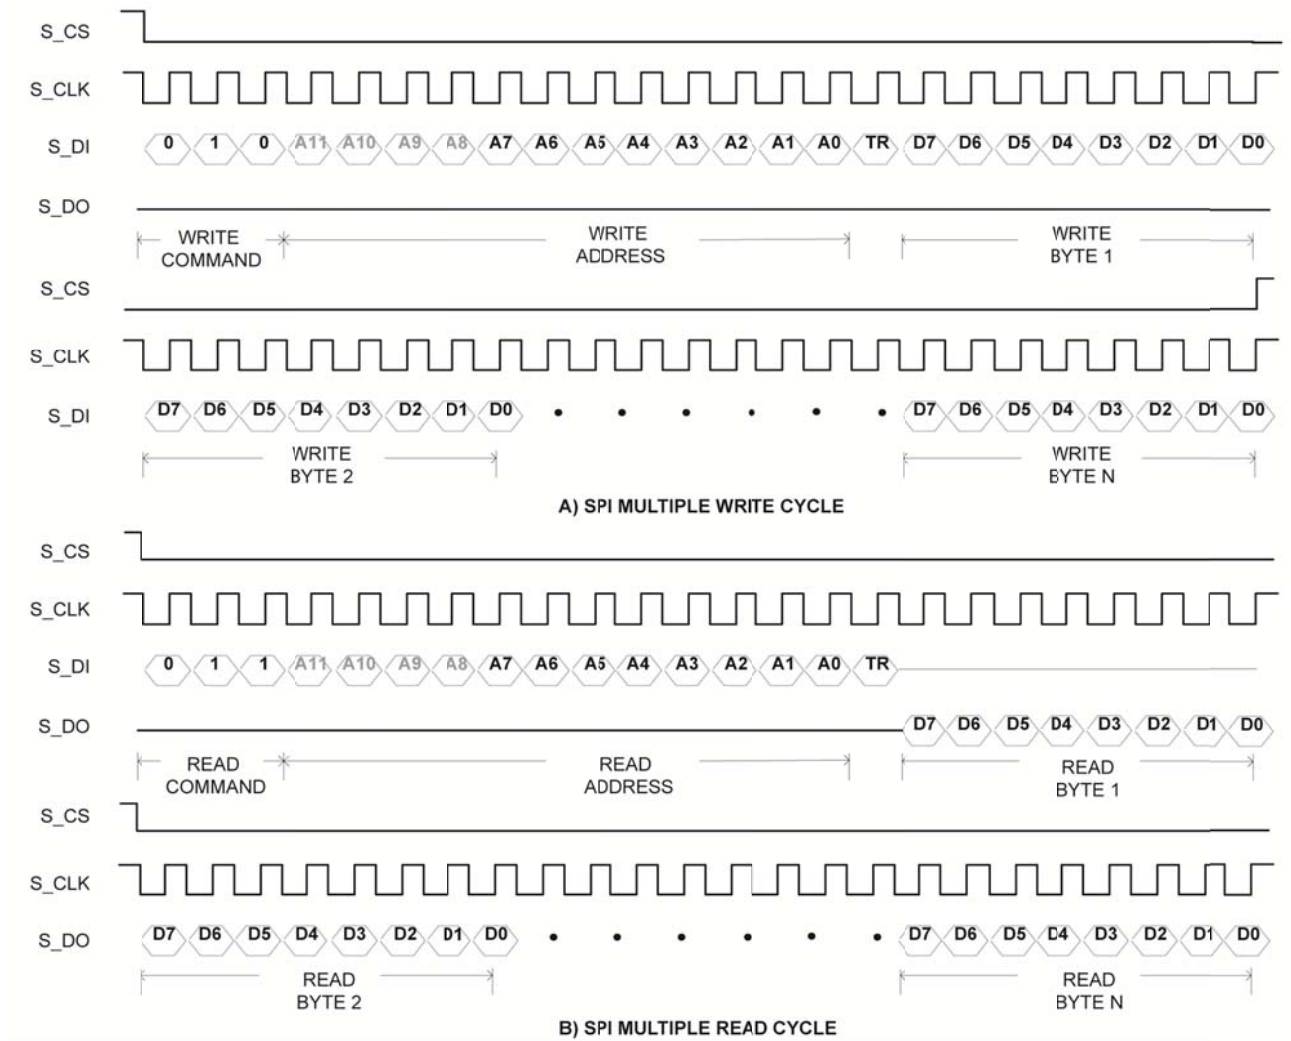 S_CS
S_CLK
S_DI 0 1 0 A11 A10 A9 A8 A7 A6 A5 A4 A3 A2 A1 A0 TR D7 D6 D5 D4 D3 D2 D1 D0
S_DO
WRITE COMMAND
WRITE ADDRESS
WRITE BYTE 1
S_CS
S_CLK
S_DI D7 D6 D5 D4 D3 D2 D1 D0 • • • • • • D7 D6 D5 D4 D3 D2 D1 D0
WRITE BYTE 2
WRITE BYTE N
A) SPI MULTIPLE WRITE CYCLE
S_CS
S_CLK
S_DI 0 1 1 A11 A10 A9 A8 A7 A6 A5 A4 A3 A2 A1 A0 TR
S_DO D7 D6 D5 D4 D3 D2 D1 D0
READ COMMAND
READ ADDRESS
READ BYTE 1
S_CS
S_CLK
S_DO D7 D6 D5 D4 D3 D2 D1 D0 • • • • • • D7 D6 D5 D4 D3 D2 D1 D0
READ BYTE 2
READ BYTE N
B) SPI MULTIPLE READ CYCLE